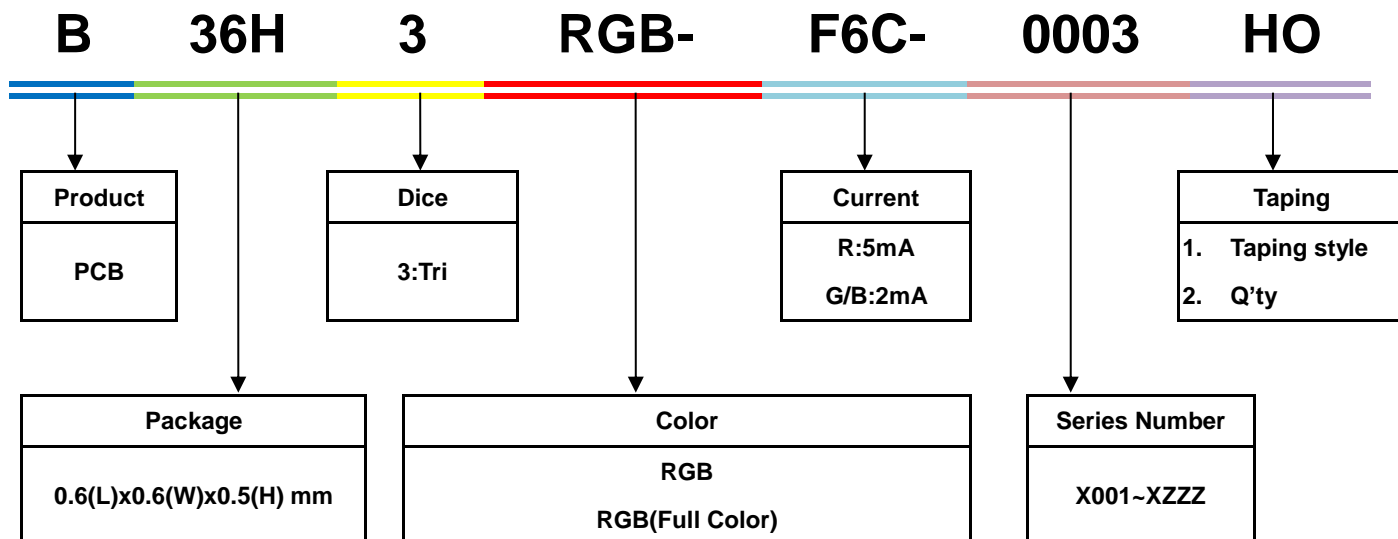 B 36H 3 RGB- F6C- 0003 HO
Product
PCB
Dice
3:Tri
Current
R:5mA
G/B:2mA
Taping
1. Taping style
2. Q’ty
Package
0.6(L)x0.6(W)x0.5(H) mm
Color
RGB
RGB(Full Color)
Series Number
X001~XZZZ